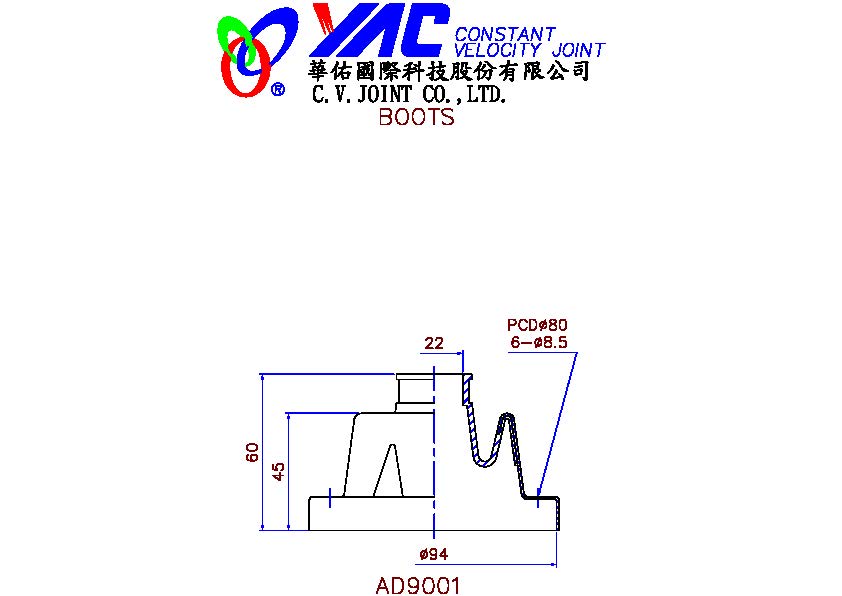 YAC CONSTANT
VELOCITY JOINT
®
華佑國際科技股份有限公司
C.V.JOINT CO.,LTD.
BOOTS
PCDø80
6-ø8.5
22
60
45
ø94
AD9001